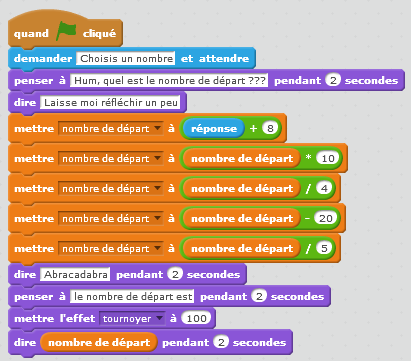 quand cliqué
demander Choisis un nombre et attendre
penser à Hum, quel est le nombre de départ ??? pendant 2 secondes
dire Laisse moi réfléchir un peu
mettre nombre de départ à réponse + 8
mettre nombre de départ à nombre de départ * 10
mettre nombre de départ à nombre de départ / 4
mettre nombre de départ à nombre de départ - 20
mettre nombre de départ à nombre de départ / 5
dire Abracadabra pendant 2 secondes
penser à le nombre de départ est pendant 2 secondes
mettre l'effet tournoyer à 100
dire nombre de départ pendant 2 secondes